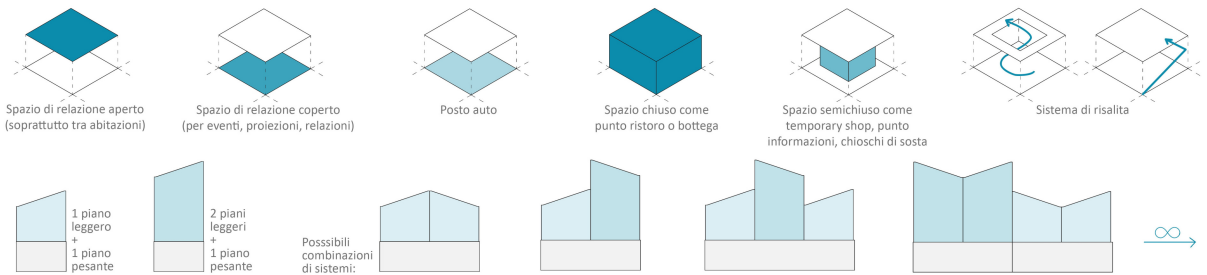 Spazio di relazione aperto
(soprattutto tra abitazioni)
Spazio di relazione coperto
(per eventi, proiezioni, relazioni)
Posto auto
Spazio chiuso come
punto ristoro o bottega
Spazio semichiuso come
temporary shop, punto
informazioni, chioschi di sosta
Sistema di risalita
1 piano
leggero
+
1 piano
pesante
2 piani
leggeri
+
1 piano
pesante
Posssibili
combinazioni
di sistemi:
∞